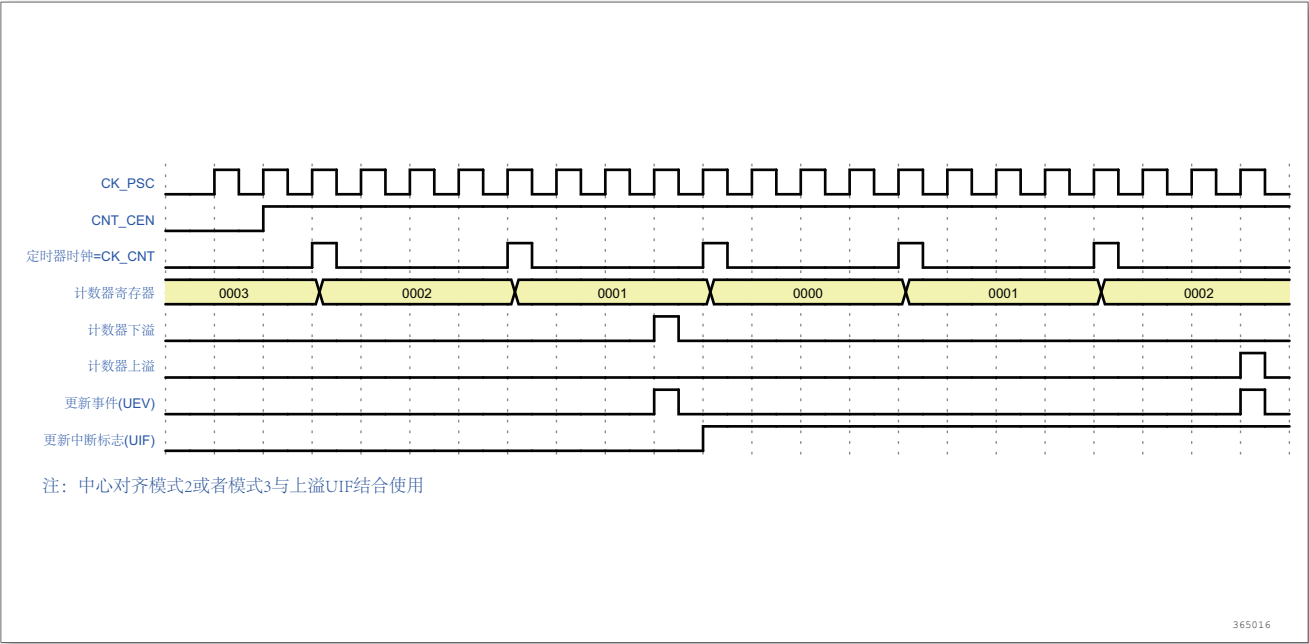 CK_PSC
CNT_CEN
定时器时钟=CK_CNT
计数器寄存器 0003 0002 0001 0000 0001 0002
计数器下溢
计数器上溢
更新事件(UEV)
更新中断标志(UIF)
注：中心对齐模式2或者模式3与上溢UIF结合使用
365016